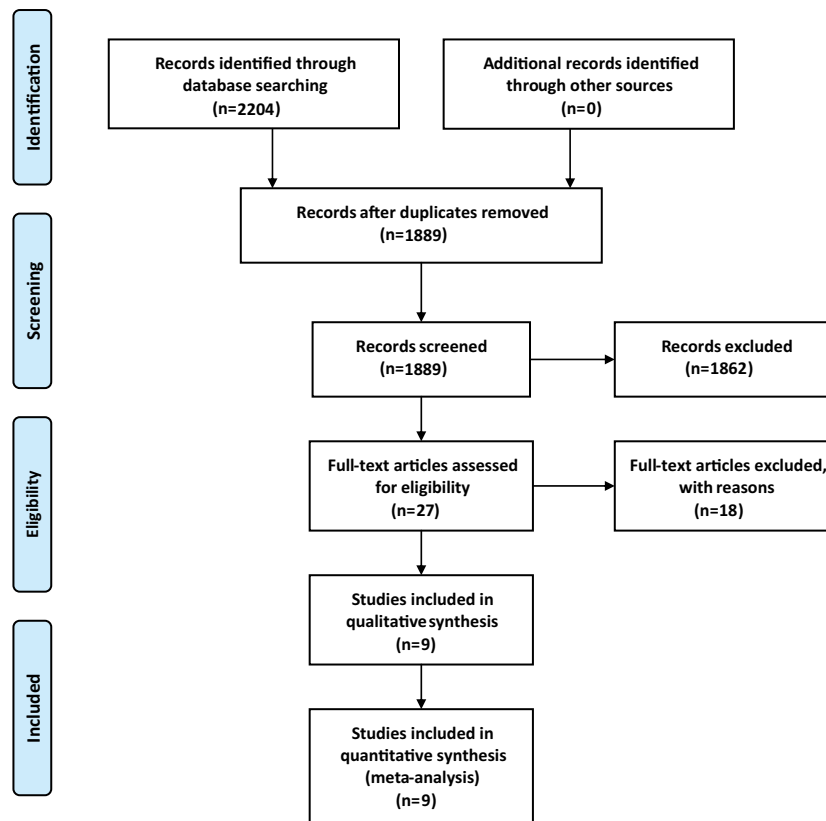 Identification
Records identified through
database searching
(n=2204)
Additional records identified
through other sources
(n=0)
Records after duplicates removed
(n=1889)
Screening
Records screened
(n=1889)
Records excluded
(n=1862)
Eligibility
Full-text articles assessed
for eligibility
(n=27)
Full-text articles excluded,
with reasons
(n=18)
Studies included in
qualitative synthesis
(n=9)
Included
Studies included in
quantitative synthesis
(meta-analysis)
(n=9)